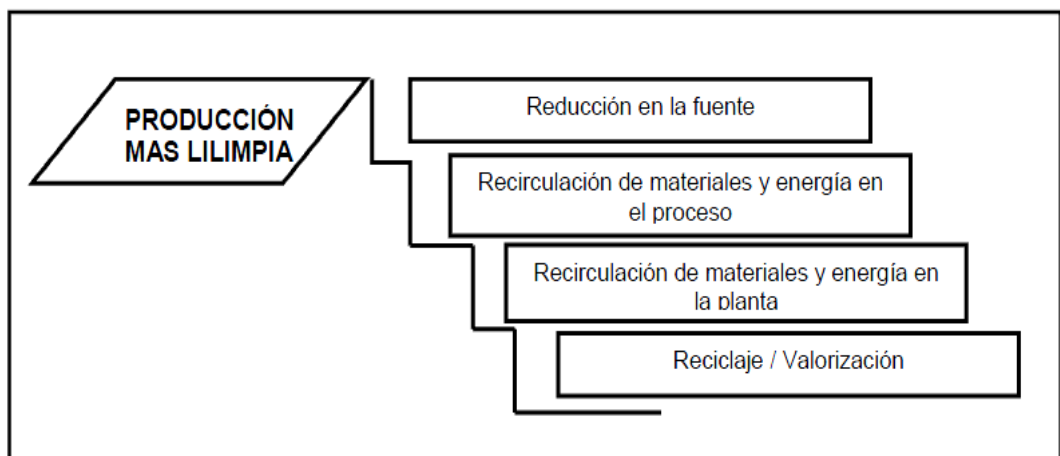 PRODUCCIÓN
MAS LILIMPIA
Reducción en la fuente
Recirculación de materiales y energía en
el proceso
Recirculación de materiales y energía en
la planta
Reciclaje / Valorización